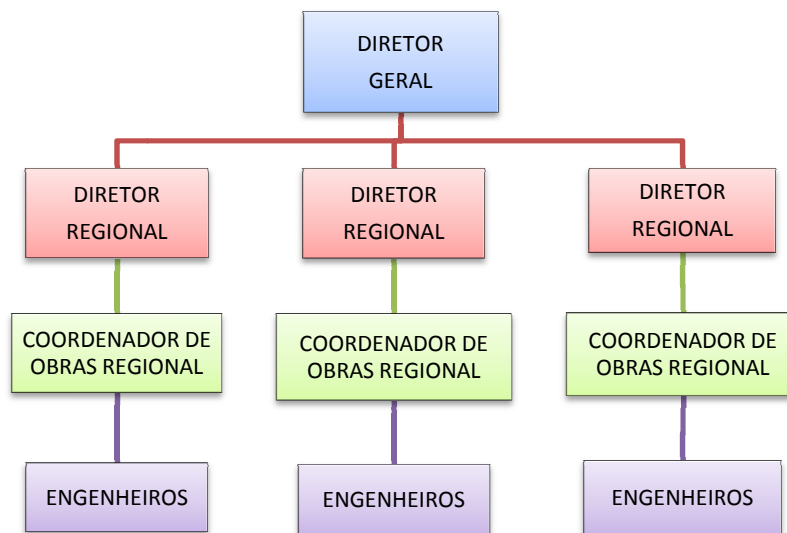 DIRETOR
GERAL
DIRETOR
REGIONAL
DIRETOR
REGIONAL
DIRETOR
REGIONAL
COORDENADOR DE
OBRAS REGIONAL
COORDENADOR DE
OBRAS REGIONAL
COORDENADOR DE
OBRAS REGIONAL
ENGENHEIROS
ENGENHEIROS
ENGENHEIROS